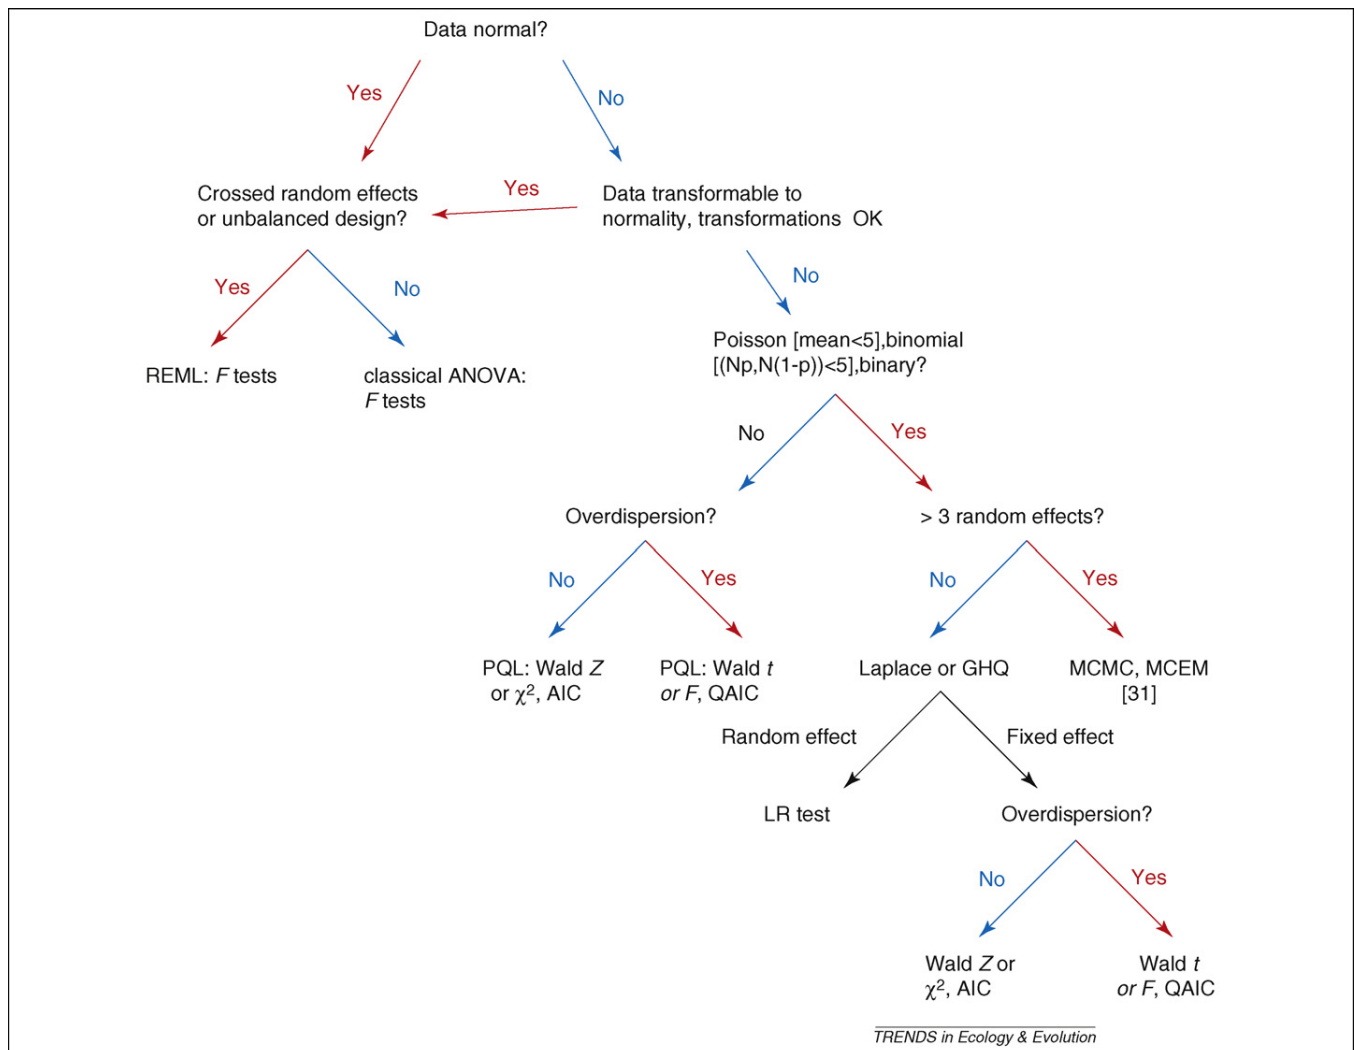 Data normal?
Yes
No
Crossed random effects
or unbalanced design?
Yes
Data transformable to
normality, transformations OK
Yes
No
No
REML: F tests
classical ANOVA:
F tests
Poisson [mean<5],binomial
[(Np,N(1-p))<5],binary?
No
Yes
Overdispersion?
> 3 random effects?
No
Yes
No
Yes
PQL: Wald Z
or χ², AIC
PQL: Wald t
or F, QAIC
Laplace or GHQ
MCMC, MCEM
[31]
Random effect
Fixed effect
LR test
Overdispersion?
No
Yes
Wald Z or
χ², AIC
Wald t
or F, QAIC
TRENDS in Ecology & Evolution